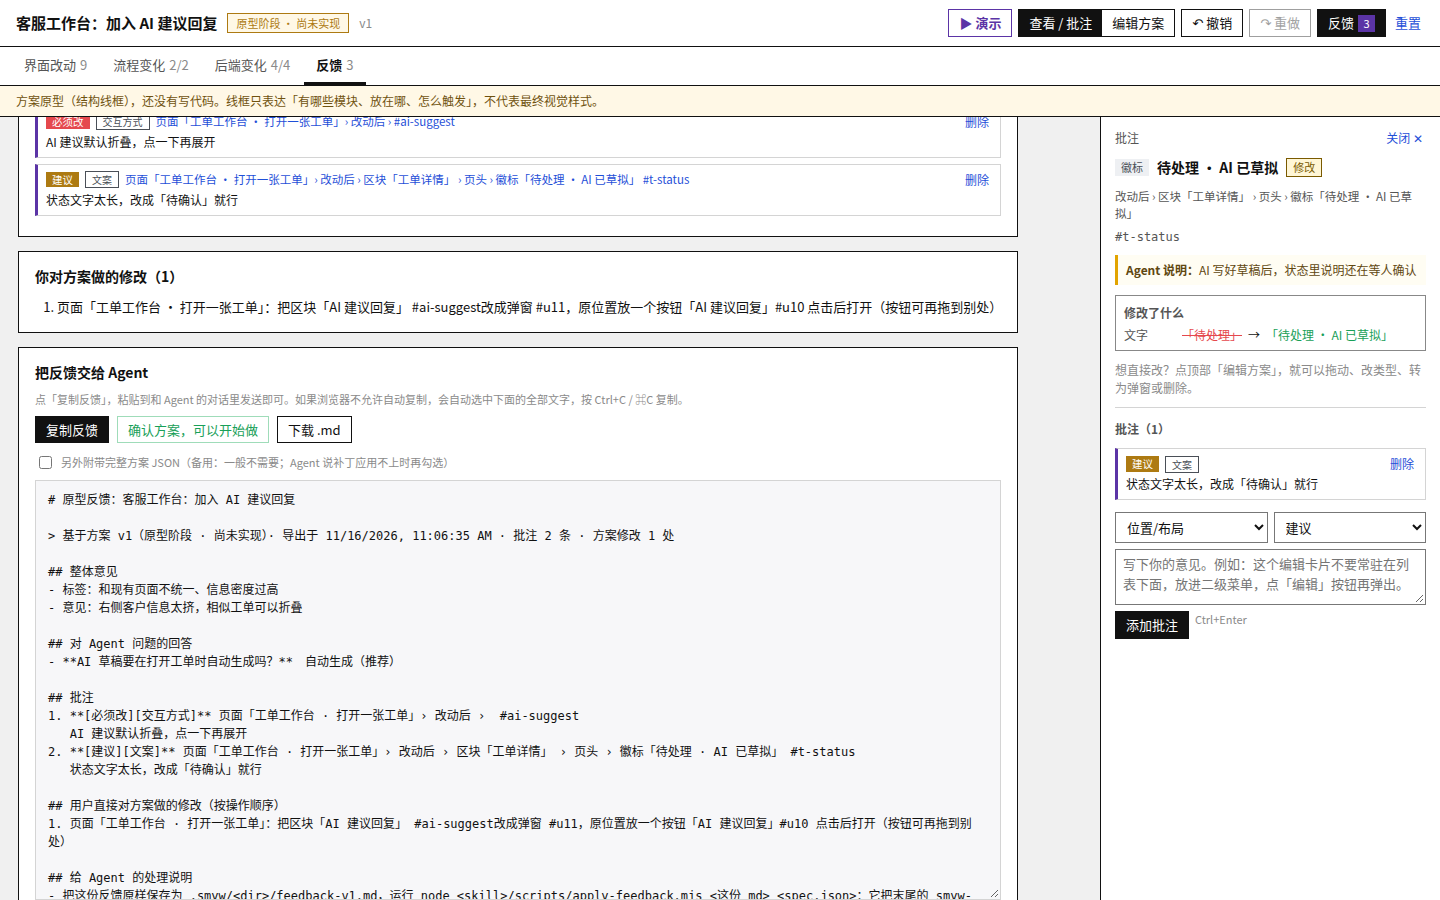 客服工作台：加入 AI 建议回复 原型阶段 · 尚未实现 v1
▶ 演示 查看 / 批注 编辑方案 ↶ 撤销 ↷ 重做 反馈 3 重置
界面改动 9 流程变化 2/2 后端变化 4/4 反馈 3
方案原型（结构线框），还没有写代码。线框只表达「有哪些模块、放在哪、怎么触发」，不代表最终视觉样式。
必须改 交互方式 页面「工单工作台 · 打开一张工单」› 改动后 › #ai-suggest 删除
AI 建议默认折叠，点一下再展开
建议 文案 页面「工单工作台 · 打开一张工单」› 改动后 › 区块「工单详情」 › 页头 › 徽标「待处理 · AI 已草拟」 #t-status 删除
状态文字太长，改成「待确认」就行
你对方案做的修改（1）
1. 页面「工单工作台 · 打开一张工单」：把区块「AI 建议回复」 #ai-suggest改成弹窗 #u11，原位置放一个按钮「AI 建议回复」#u10 点击后打开（按钮可再拖到别处）
把反馈交给 Agent
点「复制反馈」，粘贴到和 Agent 的对话里发送即可。如果浏览器不允许自动复制，会自动选中下面的全部文字，按 Ctrl+C / ⌘C 复制。
复制反馈 确认方案，可以开始做 下载 .md
另外附带完整方案 JSON（备用：一般不需要；Agent 说补丁应用不上时再勾选）
# 原型反馈：客服工作台：加入 AI 建议回复
> 基于方案 v1（原型阶段 · 尚未实现）· 导出于 11/16/2026, 11:06:35 AM · 批注 2 条 · 方案修改 1 处
## 整体意见
- 标签：和现有页面不统一、信息密度过高
- 意见：右侧客户信息太挤，相似工单可以折叠
## 对 Agent 问题的回答
- **AI 草稿要在打开工单时自动生成吗？** 自动生成（推荐）
## 批注
1. **[必须改][交互方式]** 页面「工单工作台 · 打开一张工单」› 改动后 › #ai-suggest
AI 建议默认折叠，点一下再展开
2. **[建议][文案]** 页面「工单工作台 · 打开一张工单」› 改动后 › 区块「工单详情」 › 页头 › 徽标「待处理 · AI 已草拟」 #t-status
状态文字太长，改成「待确认」就行
## 用户直接对方案做的修改（按操作顺序）
1. 页面「工单工作台 · 打开一张工单」：把区块「AI 建议回复」 #ai-suggest改成弹窗 #u11，原位置放一个按钮「AI 建议回复」#u10 点击后打开（按钮可再拖到别
处）
## 给 Agent 的处理说明
- 把这份反馈原样保存为 .smyw/<dir>/feedback-v1.md，运行 node <skill>/scripts/apply-feedback.mjs <这份 md> <spec.json>：它把末尾的 smyw-
批注 关闭 ✕
徽标 待处理 · AI 已草拟 修改
改动后 › 区块「工单详情」 › 页头 › 徽标「待处理 · AI 已草
拟」
#t-status
Agent 说明：AI 写好草稿后，状态里说明还在等人确认
修改了什么
文字 「待处理」 → 「待处理 · AI 已草拟」
想直接改？点顶部「编辑方案」，就可以拖动、改类型、转
为弹窗或删除。
批注（1）
建议 文案 删除
状态文字太长，改成「待确认」就行
位置/布局 建议
写下你的意见。例如：这个编辑卡片不要常驻在列
表下面，放进二级菜单，点「编辑」按钮再弹出。
添加批注 Ctrl+Enter